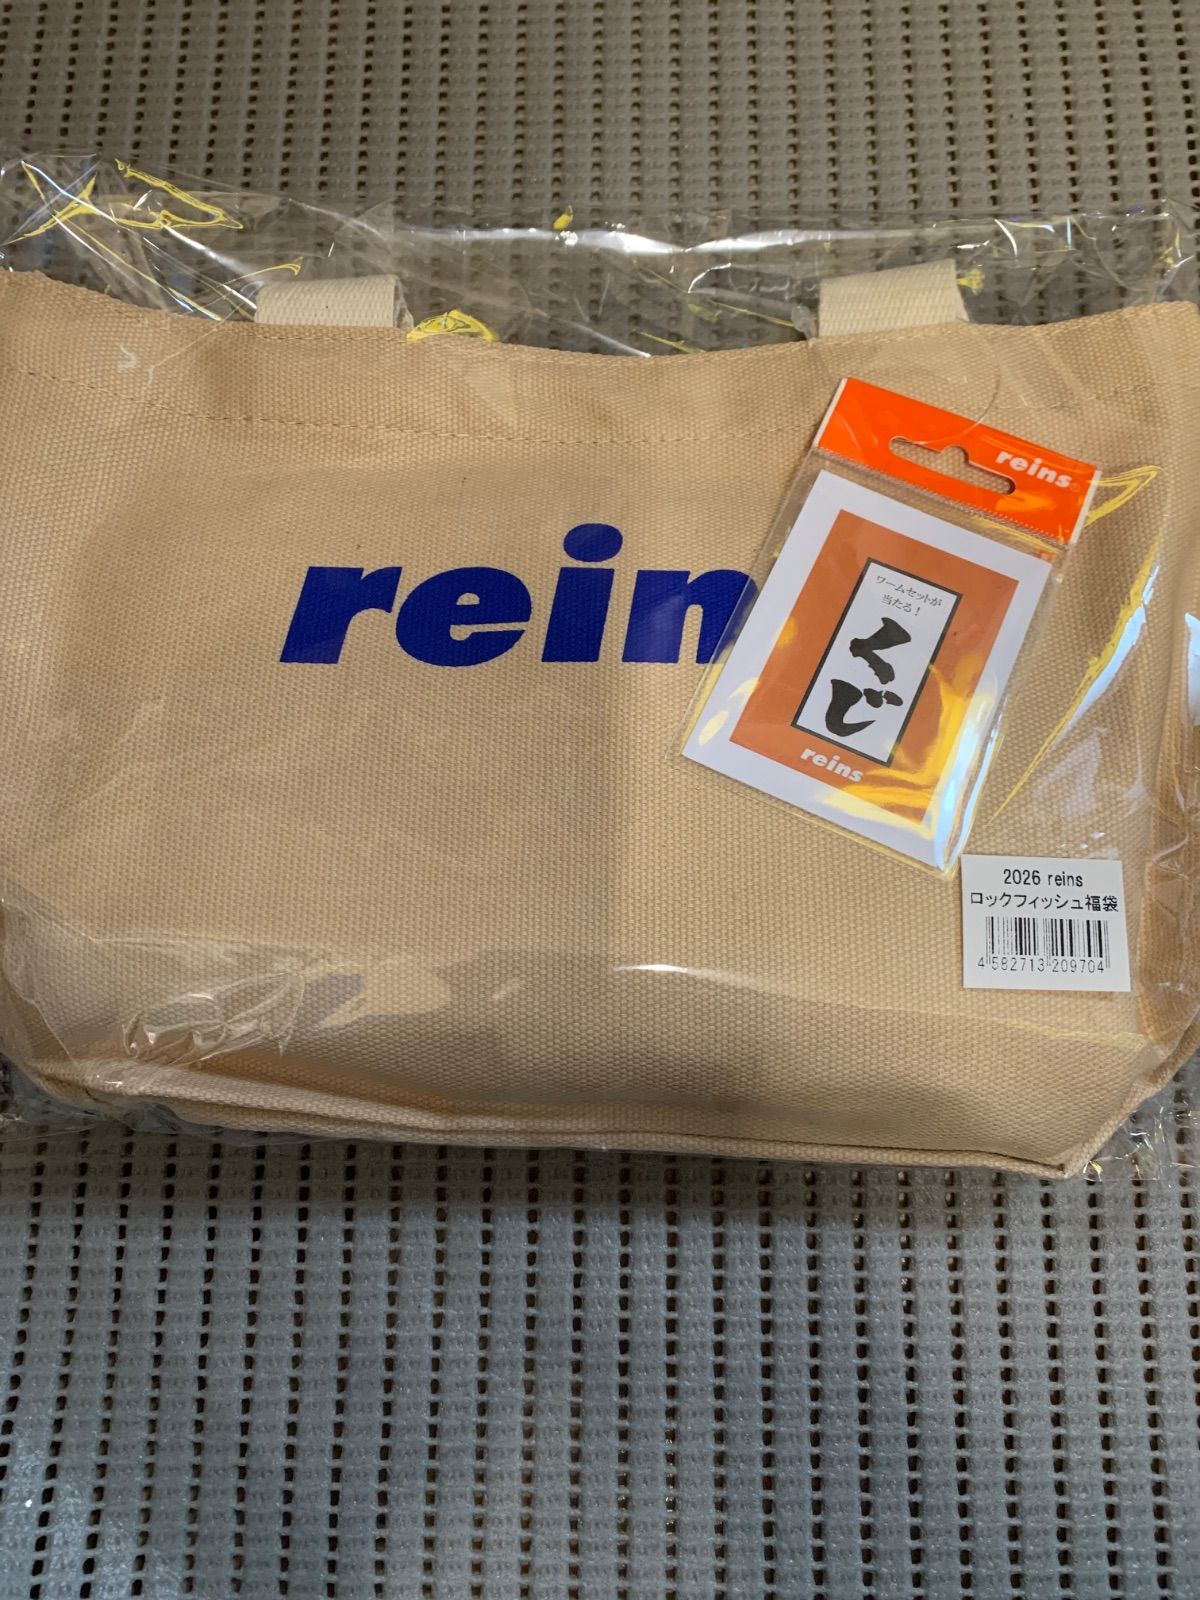 rein
reins
ワームセットが
当たる！
くじ
reins
2026 reins
ロックフィッシュ福袋
4 582713 209704